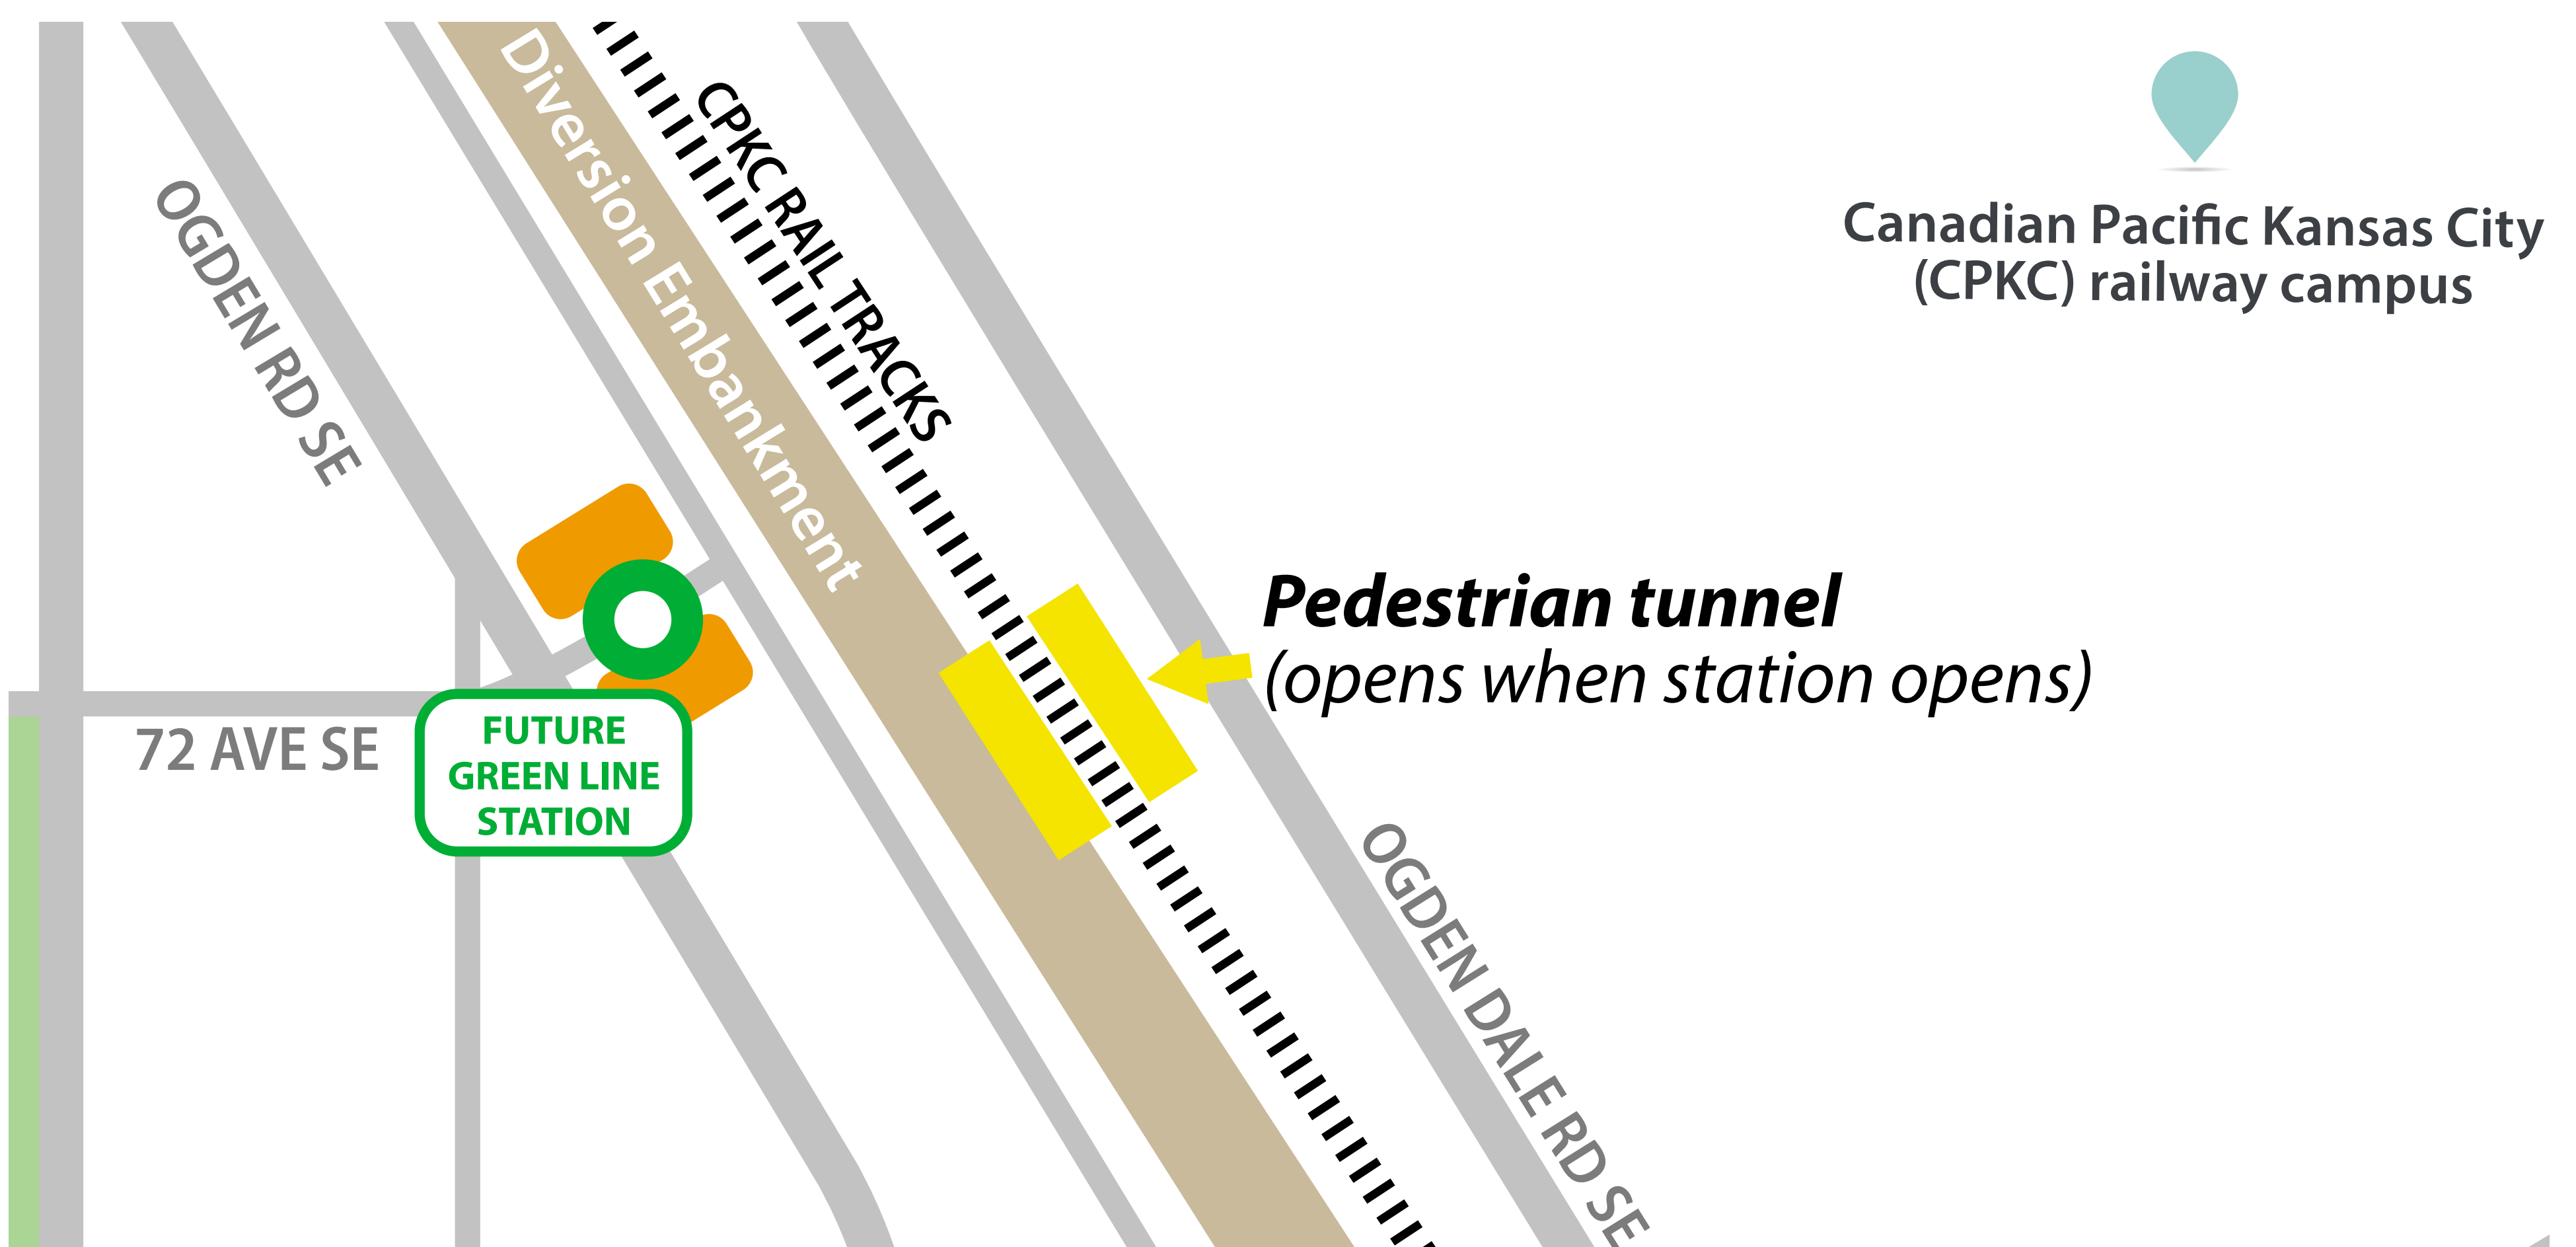 Diversion Embankment
CPKC RAIL TRACKS
OGDEN RD SE
Canadian Pacific Kansas City
(CPKC) railway campus
Pedestrian tunnel
(opens when station opens)
72 AVE SE
FUTURE
GREEN LINE
STATION
OGDEN DALE RD SE